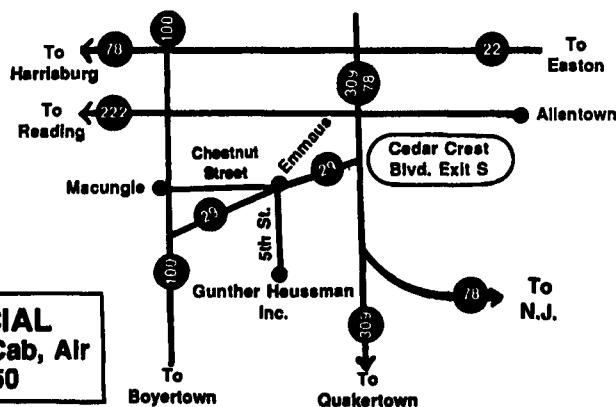 100
To
Harrisburg
78
22
To
Easton
309
78
To
Reading
222
Allentown
Emmaus
Cedar Crest
Blvd. Exit S
Chestnut
Street
29
Macungie
29
5th St.
100
Gunther Heussman
Inc.
78
To
N.J.
CIAL
Cab, Air
50
309
To
Boyertown
To
Quakertown